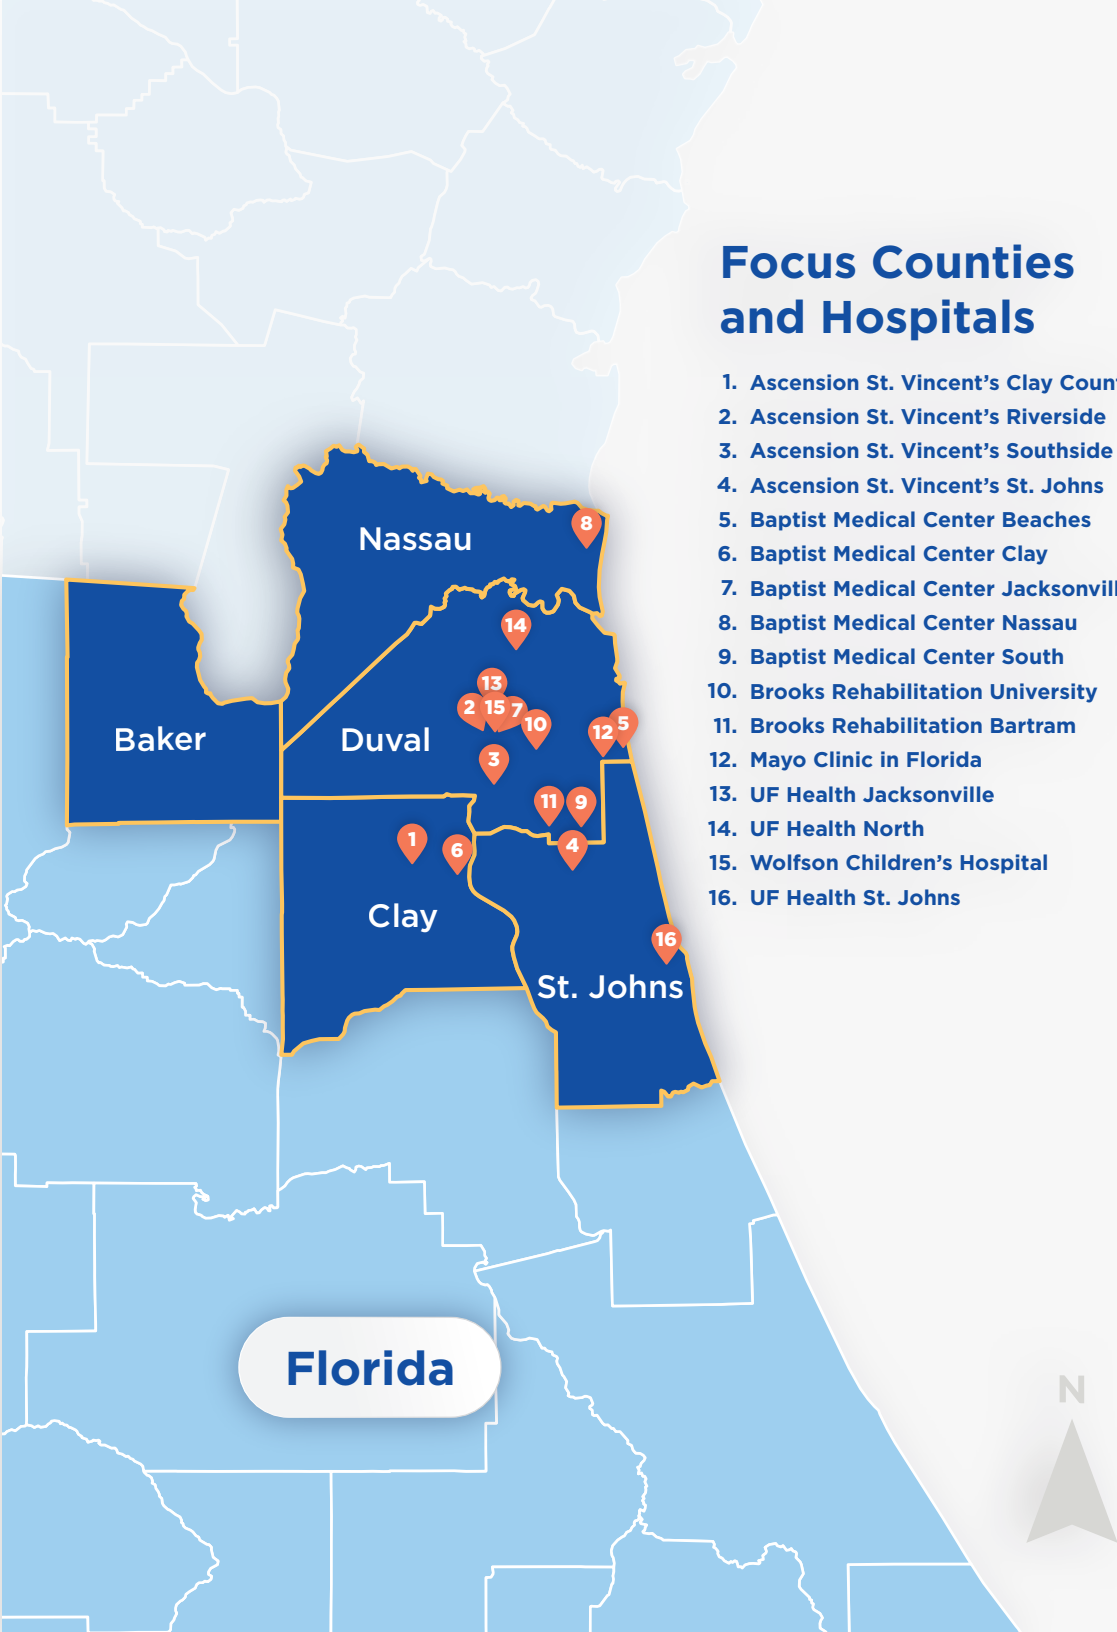 Focus Counties
and Hospitals
1. Ascension St. Vincent's Clay
2. Ascension St. Vincent's Riverside
3. Ascension St. Vincent's Southside
4. Ascension St. Vincent's St. Johns
5. Baptist Medical Center Beaches
6. Baptist Medical Center Clay
7. Baptist Medical Center
8. Baptist Medical Center Nassau
9. Baptist Medical Center South
10. Brooks Rehabilitation University
11. Brooks Rehabilitation Bartram
12. Mayo Clinic in Florida
13. UF Health Jacksonville
14. UF Health North
15. Wolfson Children's Hospital
16. UF Health St. Johns
Nassau
8
14
13
2
15
7
10
12
5
Baker
Duval
3
11
9
1
6
4
Clay
16
St. Johns
Florida
N